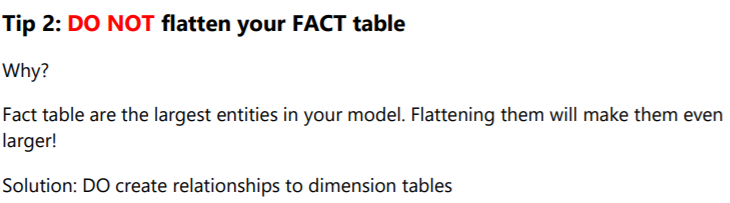 Tip 2: DO NOT flatten your FACT table
Why?
Fact table are the largest entities in your model. Flattening them will make them even
larger!
Solution: DO create relationships to dimension tables